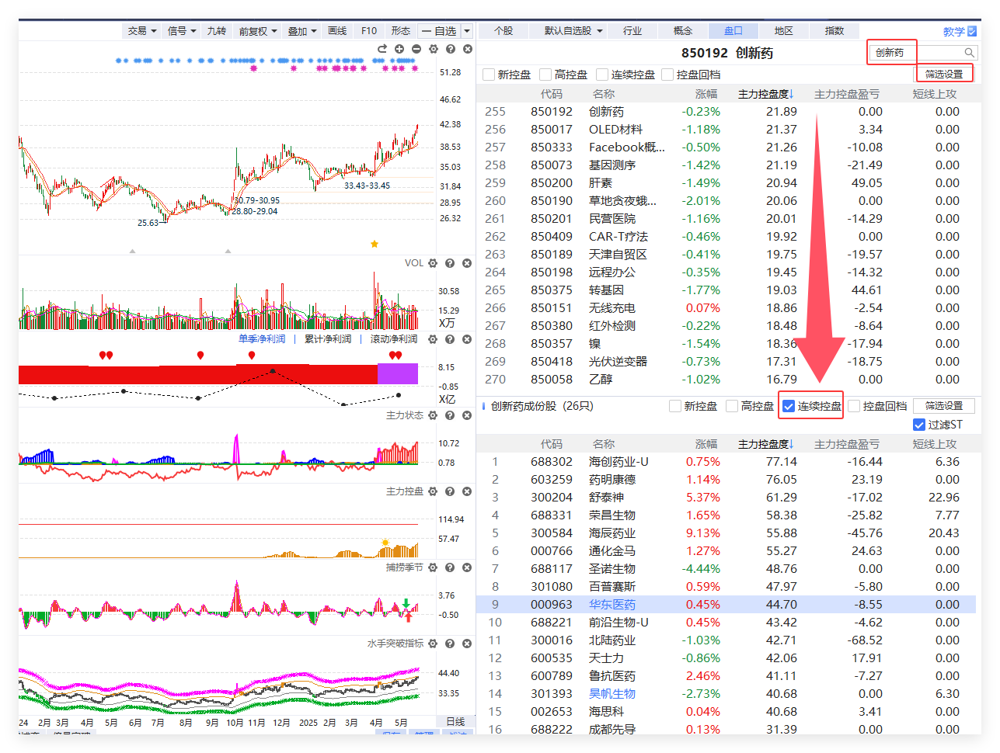 交易 信号 九转 前复权 叠加 画线 F10 形态 自选 个股 默认自选股 行业 概念 盘口 地区 指数 教学
850192 创新药 创新药
新控盘 高控盘 连续控盘 控盘回档 筛选设置
代码 名称 涨幅 主力控盘度↓ 主力控盘盈亏 短线上攻
255 850192 创新药 -0.23% 21.89 0.00 0.00
256 850017 OLED材料 -1.18% 21.37 3.34 0.00
257 850333 Facebook概... -0.50% 21.26 -10.08 0.00
258 850073 基因测序 -1.42% 21.19 -21.49 0.00
259 850200 肝素 -1.49% 20.94 49.05 0.00
260 850190 草地贪夜蛾... -2.01% 20.06 0.00 0.00
261 850201 民营医院 -1.16% 20.01 -14.29 0.00
262 850409 CAR-T疗法 -0.46% 19.92 0.00 0.00
263 850189 天津自贸区 -0.41% 19.75 -19.57 0.00
264 850198 远程办公 -0.35% 19.45 -14.32 0.00
265 850375 转基因 -1.77% 19.03 44.61 0.00
266 850151 无线充电 0.07% 18.86 -2.54 0.00
267 850380 红外检测 -0.22% 18.48 -8.64 0.00
268 850357 镍 -1.54% 18.36 -17.94 0.00
269 850418 光伏逆变器 -0.73% 17.31 -18.75 0.00
270 850058 乙醇 -1.02% 16.79 0.00 0.00
创新药成份股 (26只) 新控盘 高控盘 连续控盘 控盘回档 筛选设置
过滤ST
代码 名称 涨幅 主力控盘度↓ 主力控盘盈亏 短线上攻
1 688302 海创药业-U 0.75% 77.14 -16.44 6.36
2 603259 药明康德 1.14% 76.05 23.19 0.00
3 300204 舒泰神 5.37% 61.29 -17.02 22.96
4 688331 荣昌生物 1.65% 58.38 -25.82 7.77
5 300584 海辰药业 9.13% 55.88 -45.76 20.43
6 000766 通化金马 1.27% 55.27 24.63 0.00
7 688117 圣诺生物 -4.44% 48.76 0.00 0.00
8 301080 百普赛斯 0.59% 47.97 -5.80 0.00
9 000963 华东医药 0.45% 44.70 -8.55 0.00
10 688221 前沿生物-U 0.45% 43.42 -4.62 0.00
11 300016 北陆药业 -1.03% 42.71 -68.52 0.00
12 600535 天士力 -0.86% 42.06 17.91 0.00
13 600789 鲁抗医药 2.46% 41.11 -7.27 0.00
14 301393 昊帆生物 -2.73% 40.68 0.00 6.30
15 002653 海思科 0.04% 40.68 3.41 0.00
16 688222 成都先导 0.13% 31.39 0.00 0.00
51.28
46.62
42.38
38.53
35.03
33.43-33.45
31.84
30.79-30.95
28.95
28.80-29.04
26.32
25.63
VOL
30.58
15.29
X万
单季净利润 | 累计净利润 | 滚动净利润
8.15
-0.85
X亿
主力状态
10.72
0.78
主力控盘
114.94
57.47
捕捞季节
3.76
-0.50
水手突破指标
44.40
33.35
24 2月 3月 4月 5月 6月 7月 8月 9月 10月 11月 12月 2025 2月 3月 4月 5月 日线